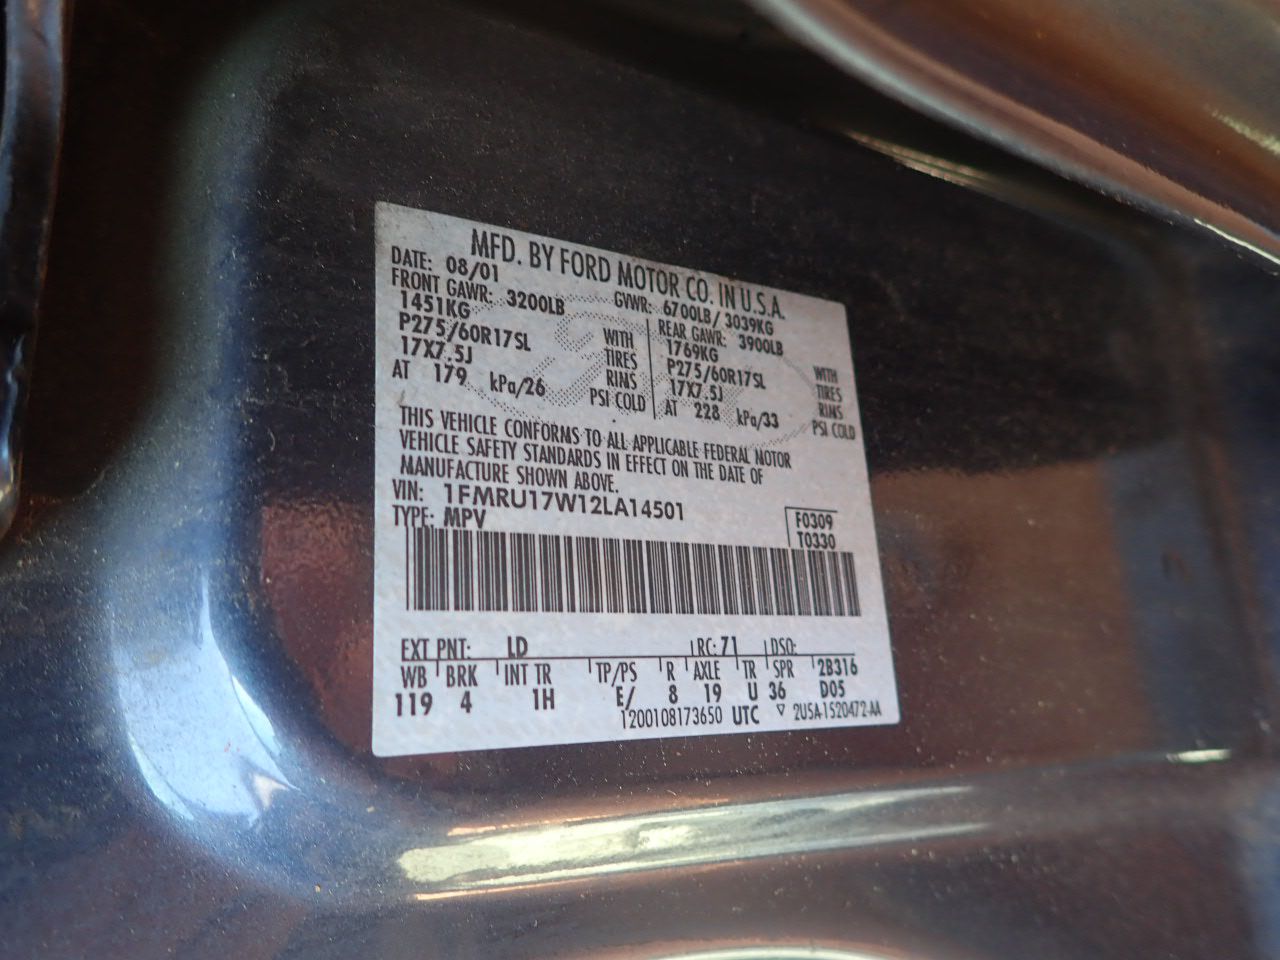 MFD. BY FORD MOTOR CO. IN U.S.A.
DATE: 08/01 GVWR: 6700LB/ 3039KG
FRONT GAWR: 3200LB REAR GAWR: 3900LB
1451KG WITH 1769KG WITH
P275/60R17SL TIRES P275/60R17SL TIRES
17X7.5J RINS 17X7.5J RINS
AT 179 kPa/26 PSI COLD AT 228 kPa/33 PSI COLD
THIS VEHICLE CONFORMS TO ALL APPLICABLE FEDERAL MOTOR
VEHICLE SAFETY STANDARDS IN EFFECT ON THE DATE OF
MANUFACTURE SHOWN ABOVE.
VIN: 1FMRU17W12LA14501 F0309
TYPE: MPV T0330
EXT PNT: LD RC: 71 DSO:
WB BRK INT TR TP/PS R AXLE TR SPR 2B316
119 4 1H E/ 8 19 U 36 D05
1200108173650 UTC ▽ 2U5A-1520472-AA